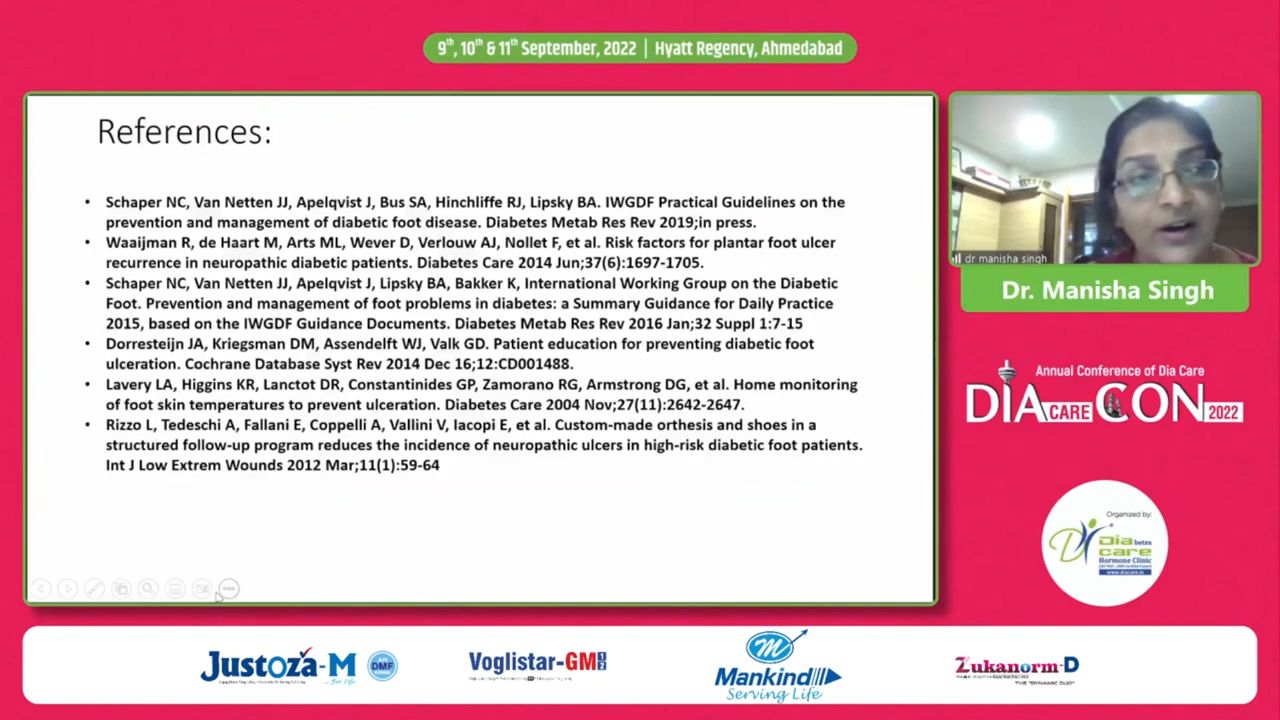 9th, 10th & 11th September, 2022 | Hyatt Regency, Ahmedabad
References:
• Schaper NC, Van Netten JJ, Apelqvist J, Bus SA, Hinchliffe RJ, Lipsky BA. IWGDF Practical Guidelines on the
prevention and management of diabetic foot disease. Diabetes Metab Res Rev 2019;in press.
• Waaijman R, de Haart M, Arts ML, Wever D, Verlouw AJ, Nollet F, et al. Risk factors for plantar foot ulcer
recurrence in neuropathic diabetic patients. Diabetes Care 2014 Jun;37(6):1697-1705.
• Schaper NC, Van Netten JJ, Apelqvist J, Lipsky BA, Bakker K, International Working Group on the Diabetic
Foot. Prevention and management of foot problems in diabetes: a Summary Guidance for Daily Practice
2015, based on the IWGDF Guidance Documents. Diabetes Metab Res Rev 2016 Jan;32 Suppl 1:7-15
• Dorresteijn JA, Kriegsman DM, Assendelft WJ, Valk GD. Patient education for preventing diabetic foot
ulceration. Cochrane Database Syst Rev 2014 Dec 16;12:CD001488.
• Lavery LA, Higgins KR, Lanctot DR, Constantinides GP, Zamorano RG, Armstrong DG, et al. Home monitoring
of foot skin temperatures to prevent ulceration. Diabetes Care 2004 Nov;27(11):2642-2647.
• Rizzo L, Tedeschi A, Fallani E, Coppelli A, Vallini V, Iacopi E, et al. Custom-made orthesis and shoes in a
structured follow-up program reduces the incidence of neuropathic ulcers in high-risk diabetic foot patients.
Int J Low Extrem Wounds 2012 Mar;11(1):59-64
dr manisha singh
Dr. Manisha Singh
Annual Conference of Dia Care
DIA CARE CON 2022
Organized by:
Diabetes
care
Hormone Clinic
www.diacare.in
Justoza-M
...For Life
DMF
Voglistar-GM
Mankind
Serving Life
Zukanorm-D
THE "DYNAMIC DUO"